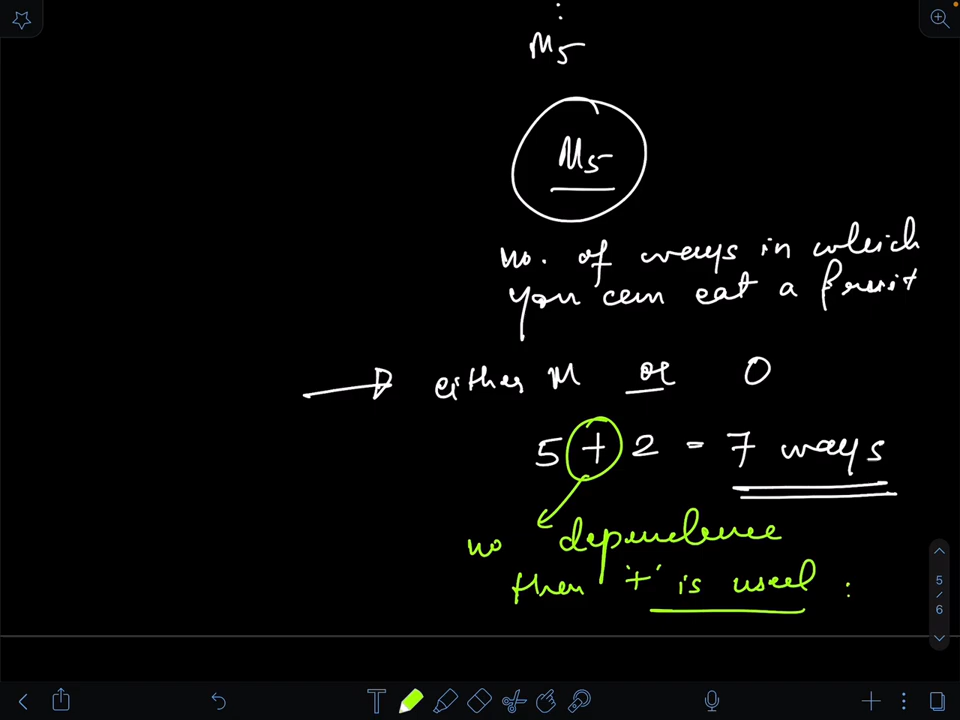 M5
M5
no. of ways in which
you can eat a fruit
either M or O
5 + 2 = 7 ways
no dependence
then '+' is used :
5
/
6
T